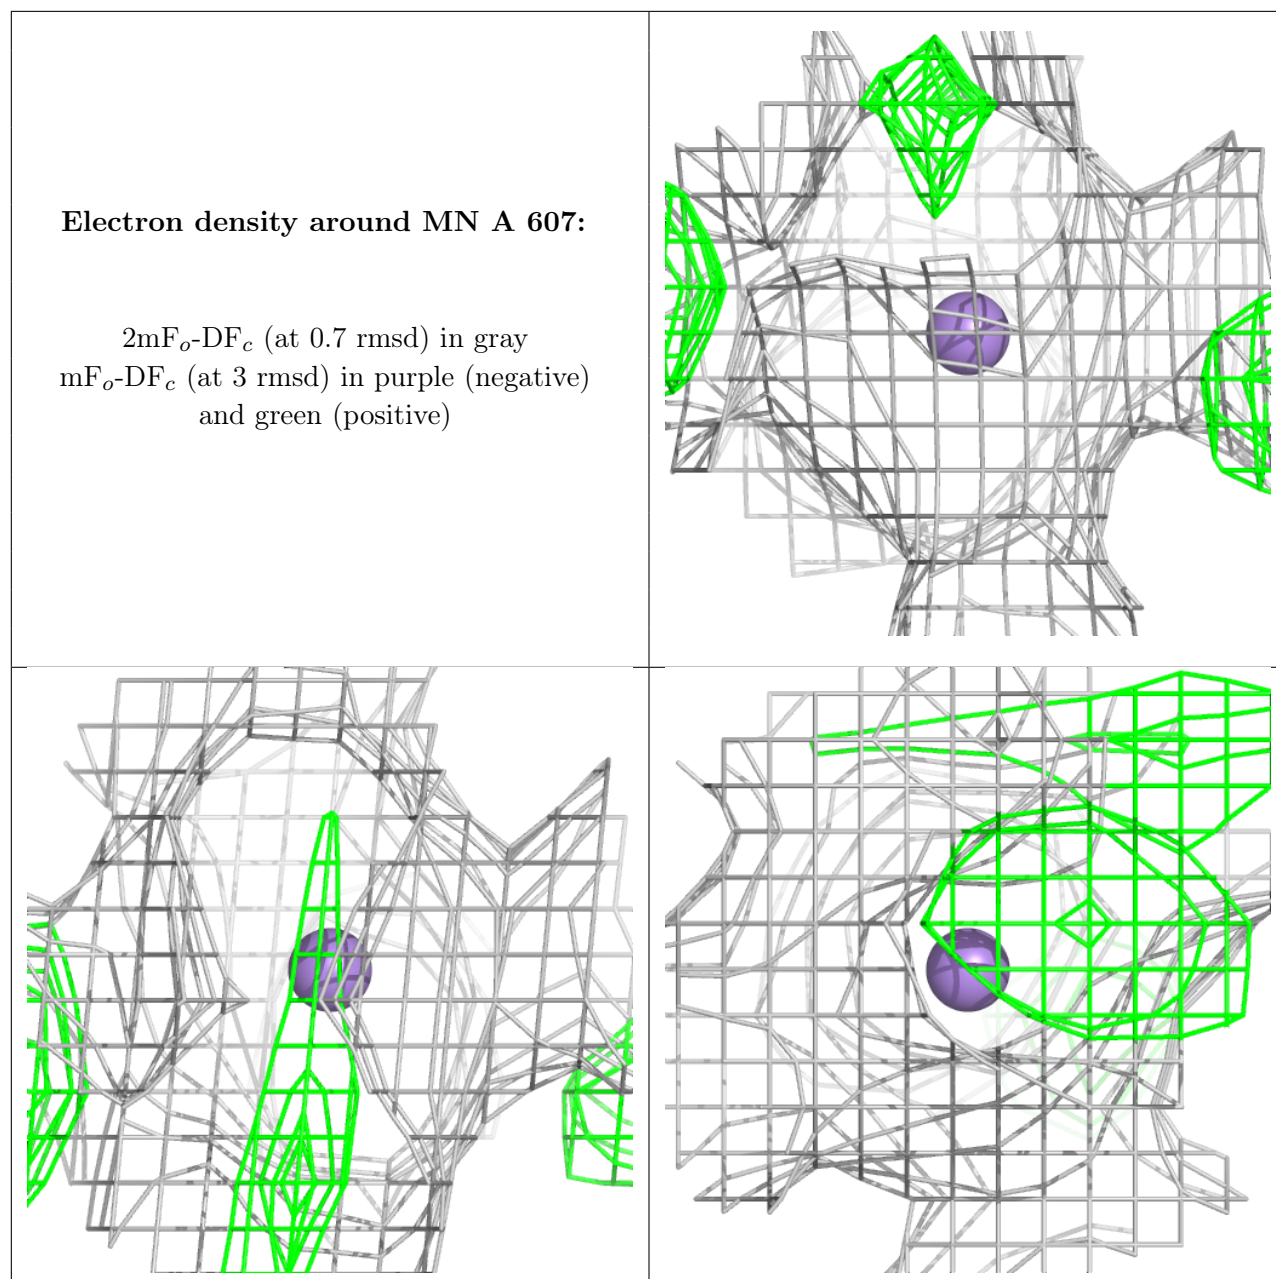 Electron density around MN A 607:
2mFo-DFc (at 0.7 rmsd) in gray
mFo-DFc (at 3 rmsd) in purple (negative)
and green (positive)